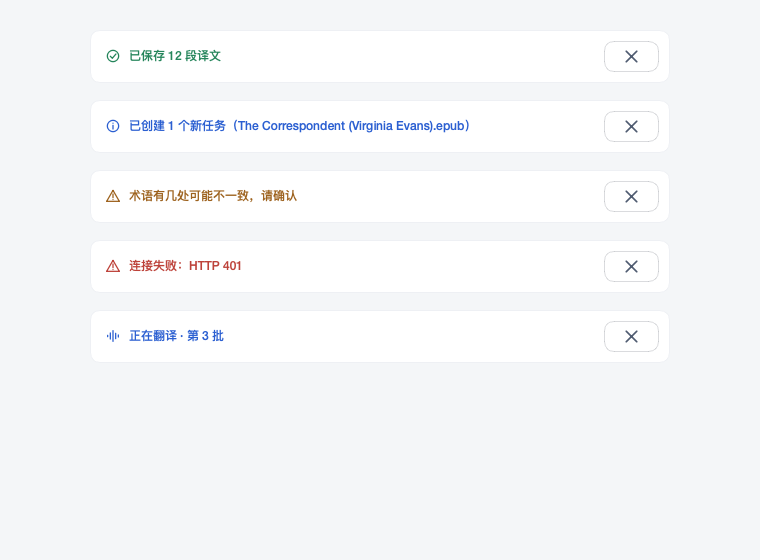 已保存 12 段译文
已创建 1 个新任务（The Correspondent (Virginia Evans).epub）
术语有几处可能不一致，请确认
连接失败：HTTP 401
正在翻译 · 第 3 批